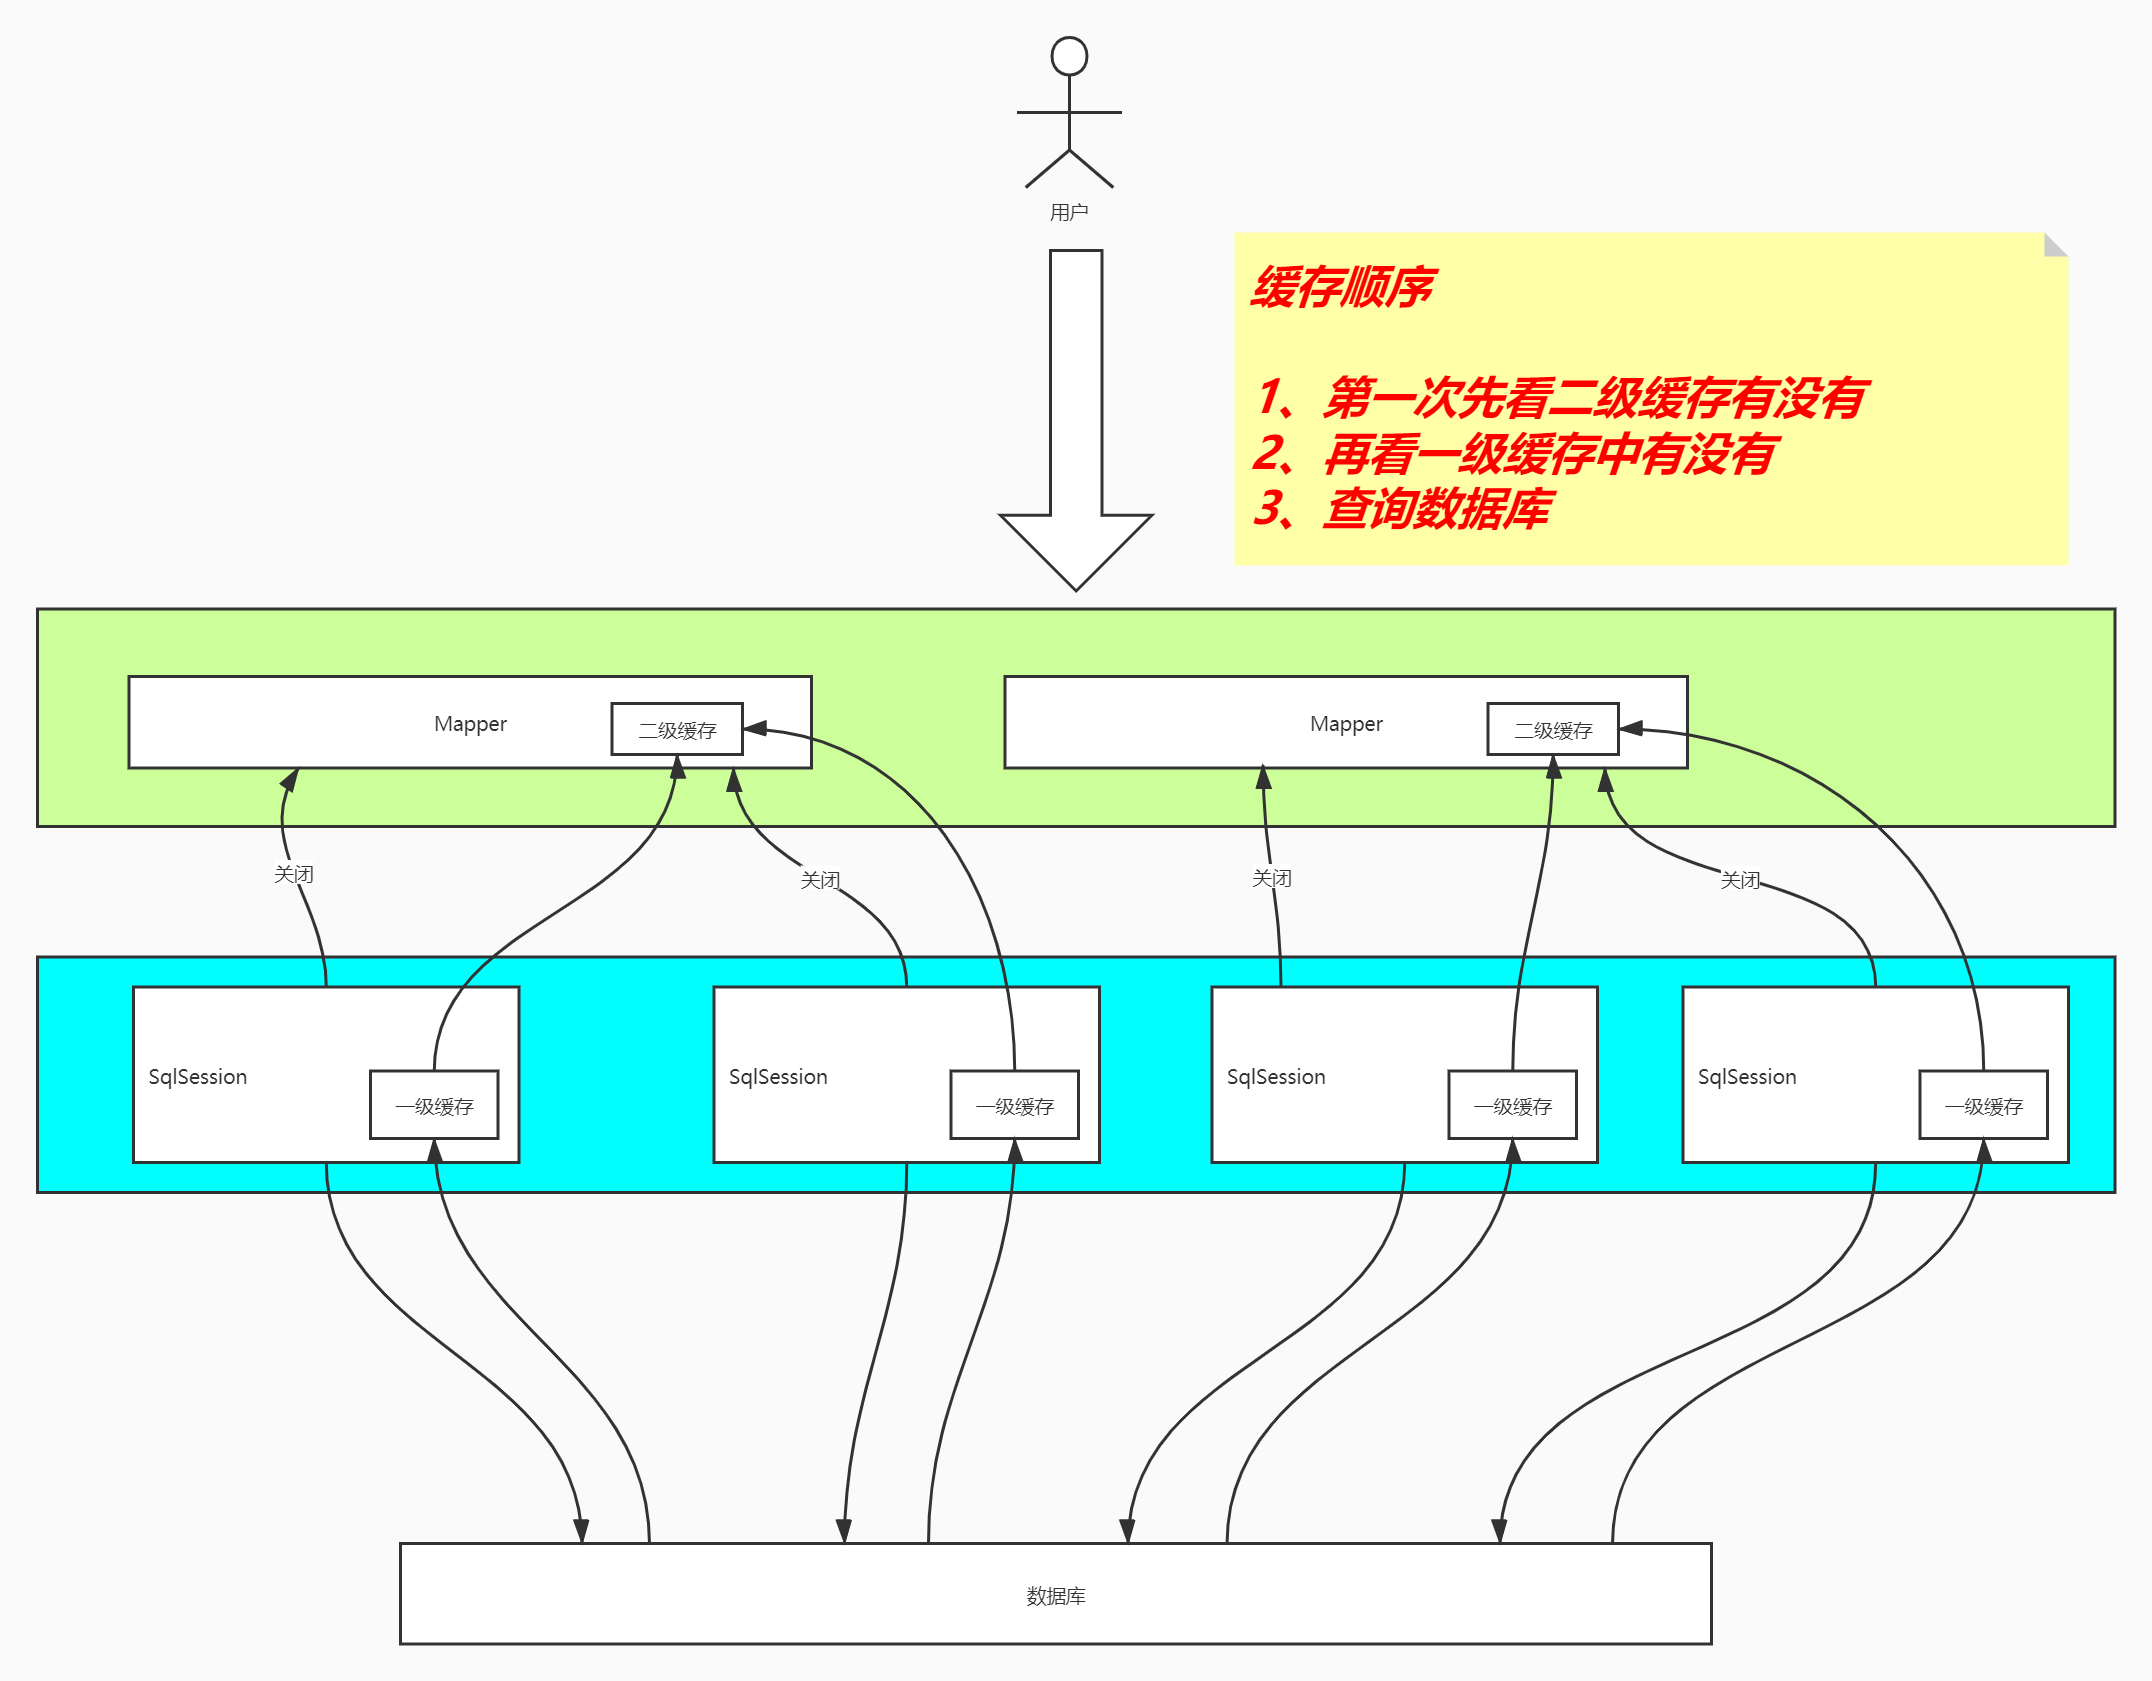 用户
缓存顺序
1、第一次先看二级缓存有没有
2、再看一级缓存中有没有
3、查询数据库
Mapper
二级缓存
Mapper
二级缓存
关闭
关闭
关闭
关闭
SqlSession
一级缓存
SqlSession
一级缓存
SqlSession
一级缓存
SqlSession
一级缓存
数据库